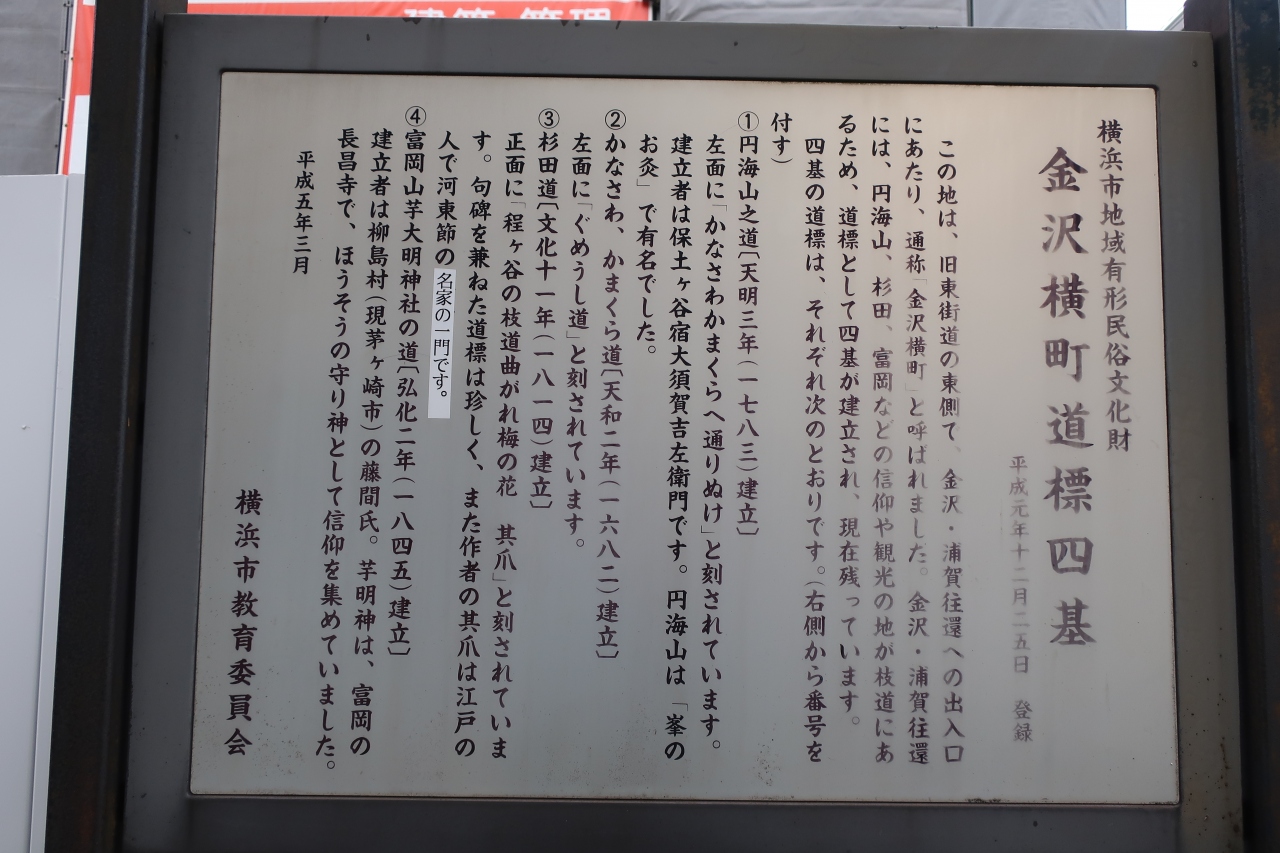 建築 管理
横浜市地域有形民俗文化財
金沢横町道標四基
平成元年十二月二五日　登録
この地は、旧東街道の東側て、金沢・浦賀往還への出入口
にあたり、通称「金沢横町」と呼ばれました。金沢・浦賀往還
には、円海山、杉田、富岡などの信仰や観光の地が枝道にあ
るため、道標として四基が建立され、現在残っています。
四基の道標は、それぞれ次のとおりです。（右側から番号を
付す）
①円海山之道〔天明三年（一七八三）建立〕
左面に「かなさわかまくらへ通りぬけ」と刻されています。
建立者は保土ヶ谷宿大須賀吉左衛門です。円海山は「峯の
お灸」で有名でした。
②かなさわ、かまくら道〔天和二年（一六八二）建立〕
左面に「ぐめうし道」と刻されています。
③杉田道〔文化十一年（一八一四）建立〕
正面に「程ヶ谷の枝道曲がれ梅の花　其爪」と刻されていま
す。句碑を兼ねた道標は珍しく、また作者の其爪は江戸の
人で河東節の名家の一門です。
④富岡山芋大明神社の道〔弘化二年（一八四五）建立〕
建立者は柳島村（現茅ヶ崎市）の藤間氏。芋明神は、富岡の
長昌寺で、ほうそうの守り神として信仰を集めていました。
平成五年三月
横浜市教育委員会